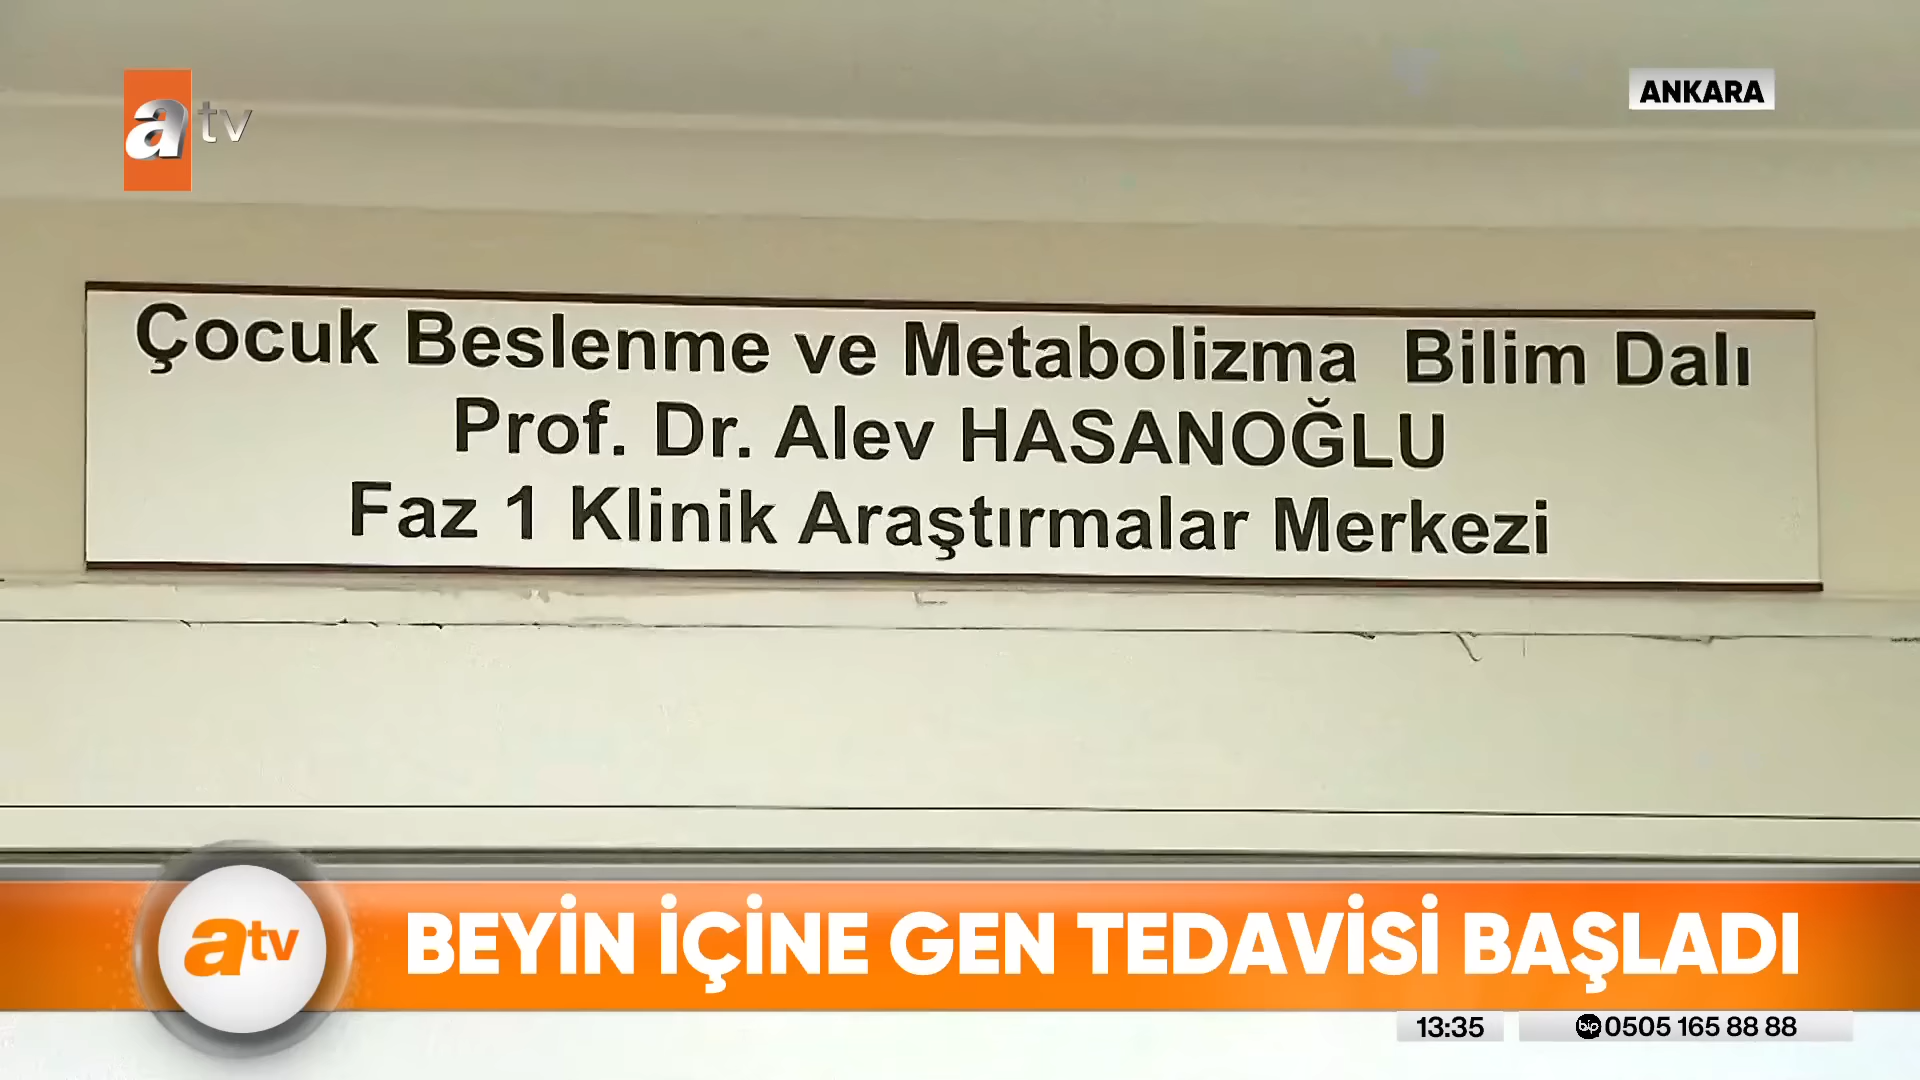 atv
ANKARA
Çocuk Beslenme ve Metabolizma Bilim Dalı
Prof. Dr. Alev HASANOĞLU
Faz 1 Klinik Araştırmalar Merkezi
atv
BEYİN İÇİNE GEN TEDAVİSİ BAŞLADI
13:35
bip 0505 165 88 88